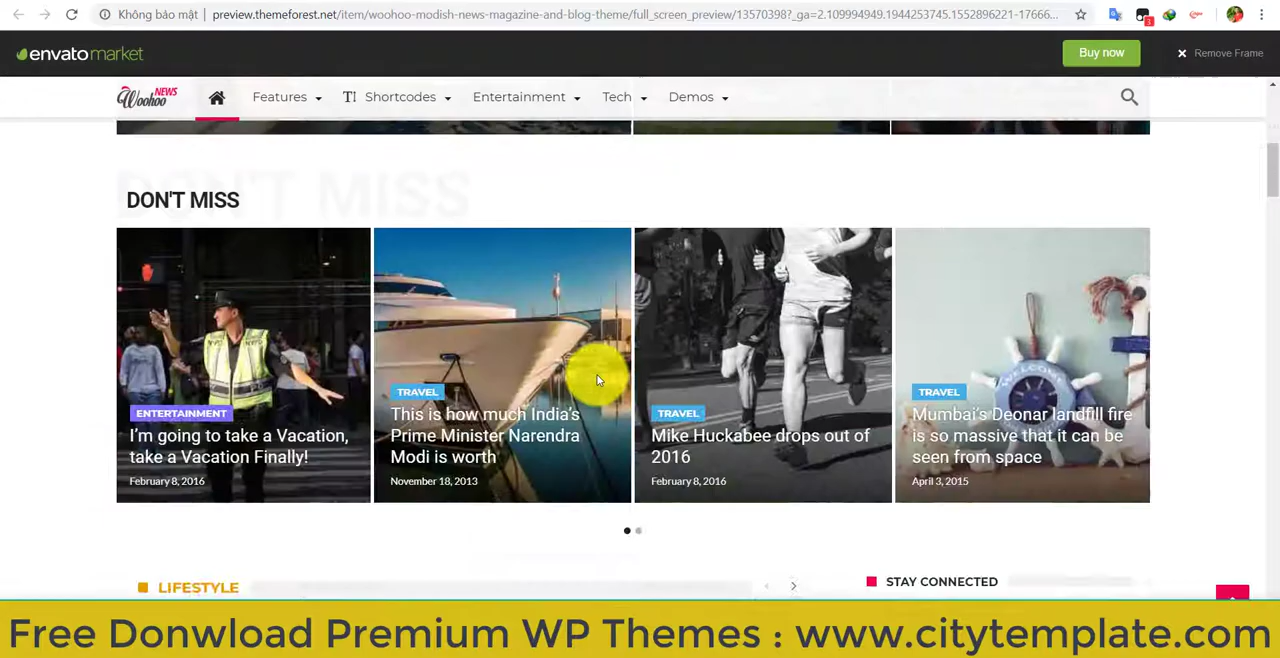 Không bảo mật | preview.themeforest.net/item/woohoo-modish-news-magazine-and-blog-theme/full_screen_preview/13570398?_ga=2.109994949.1944253745.1552896221-17666...
3
envato market
Buy now
Remove Frame
Woohoo NEWS
Features
Shortcodes
Entertainment
Tech
Demos
DON'T MISS
DON'T MISS
ENTERTAINMENT
I'm going to take a Vacation,
take a Vacation Finally!
February 8, 2016
TRAVEL
This is how much India's
Prime Minister Narendra
Modi is worth
November 18, 2013
TRAVEL
Mike Huckabee drops out of
2016
February 8, 2016
WELCOME
TRAVEL
Mumbai's Deonar landfill fire
is so massive that it can be
seen from space
April 3, 2015
LIFESTYLE
STAY CONNECTED
Free Donwload Premium WP Themes : www.citytemplate.com